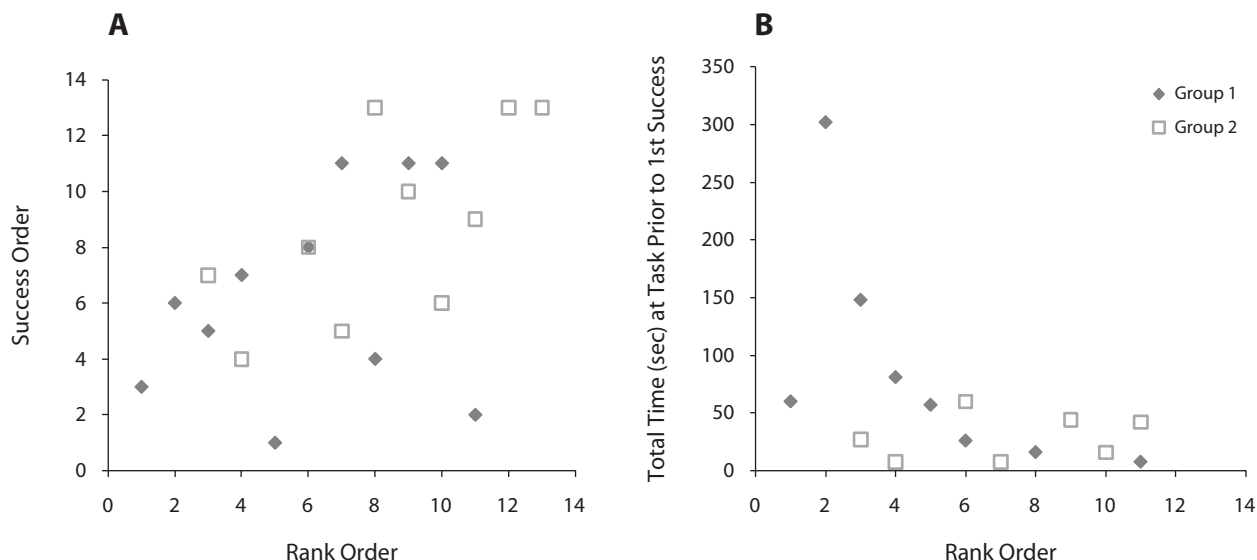 A
Success Order
14
12
10
8
6
4
2
0
0 2 4 6 8 10 12 14
Rank Order
B
Total Time (sec) at Task Prior to 1st Success
350
300
250
200
150
100
50
0
0 2 4 6 8 10 12 14
Rank Order
Group 1
Group 2